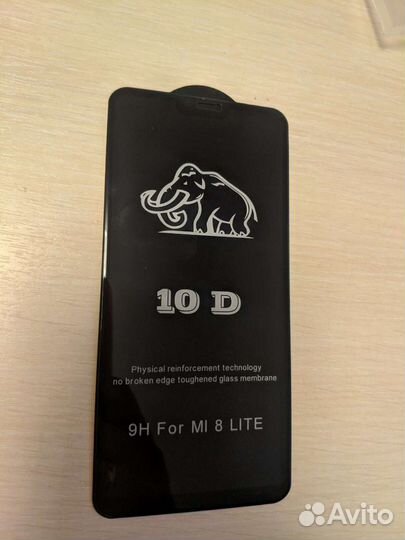 10 D
Physical reinforcement technology
no broken edge toughened glass membrane
9H For MI 8 LITE
Avito